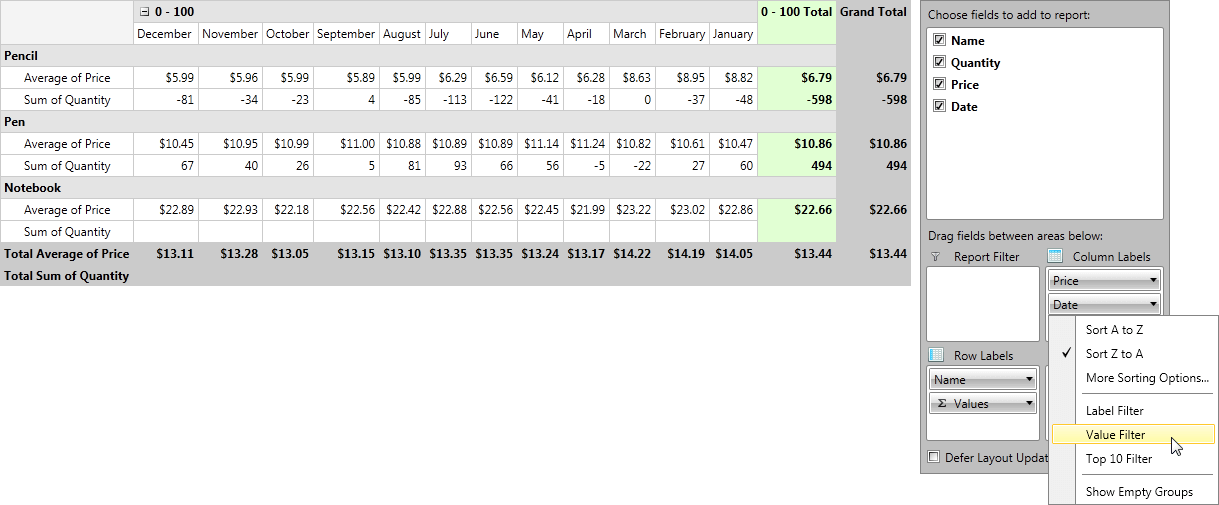 0 - 100 0 - 100 Total Grand Total
December November October September August July June May April March February January
Pencil
Average of Price $5.99 $5.96 $5.99 $5.89 $5.99 $6.29 $6.59 $6.12 $6.28 $8.63 $8.95 $8.82 $6.79 $6.79
Sum of Quantity -81 -34 -23 4 -85 -113 -122 -41 -18 0 -37 -48 -598 -598
Pen
Average of Price $10.45 $10.95 $10.99 $11.00 $10.88 $10.89 $10.89 $11.14 $11.24 $10.82 $10.61 $10.47 $10.86 $10.86
Sum of Quantity 67 40 26 5 81 93 66 56 -5 -22 27 60 494 494
Notebook
Average of Price $22.89 $22.93 $22.18 $22.56 $22.42 $22.88 $22.56 $22.45 $21.99 $23.22 $23.02 $22.86 $22.66 $22.66
Sum of Quantity
Total Average of Price $13.11 $13.28 $13.05 $13.15 $13.10 $13.35 $13.35 $13.24 $13.17 $14.22 $14.19 $14.05 $13.44 $13.44
Total Sum of Quantity
Choose fields to add to report:
Name
Quantity
Price
Date
Drag fields between areas below:
Report Filter
Column Labels
Price
Date
Row Labels
Name
Σ Values
Defer Layout Updat
Sort A to Z
Sort Z to A
More Sorting Options...
Label Filter
Value Filter
Top 10 Filter
Show Empty Groups